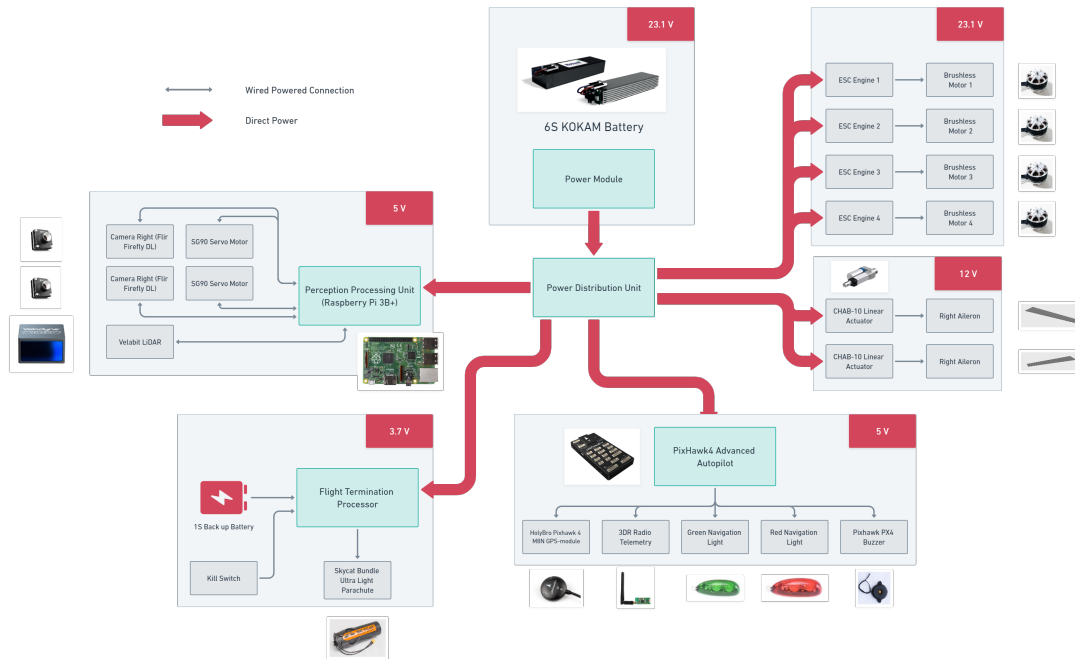 23.1 V
23.1 V
Wired Powered Connection
Direct Power
6S KOKAM Battery
Power Module
ESC Engine 1
Brushless
Motor 1
ESC Engine 2
Brushless
Motor 2
ESC Engine 3
Brushless
Motor 3
ESC Engine 4
Brushless
Motor 4
5 V
Camera Right (Flir
Firefly DL)
SG90 Servo Motor
Camera Right (Flir
Firefly DL)
SG90 Servo Motor
Perception Processing Unit
(Raspberry Pi 3B+)
Velabit LiDAR
Velodyne
Power Distribution Unit
12 V
CHAB-10 Linear
Actuator
Right Aileron
CHAB-10 Linear
Actuator
Right Aileron
3.7 V
Flight Termination
Processor
1S Back up Battery
Kill Switch
Skycat Bundle
Ultra Light
Parachute
5 V
PixHawk4 Advanced
Autopilot
HolyBro Pixhawk 4
M8N GPS-module
3DR Radio
Telemetry
Green Navigation
Light
Red Navigation
Light
Pixhawk PX4
Buzzer